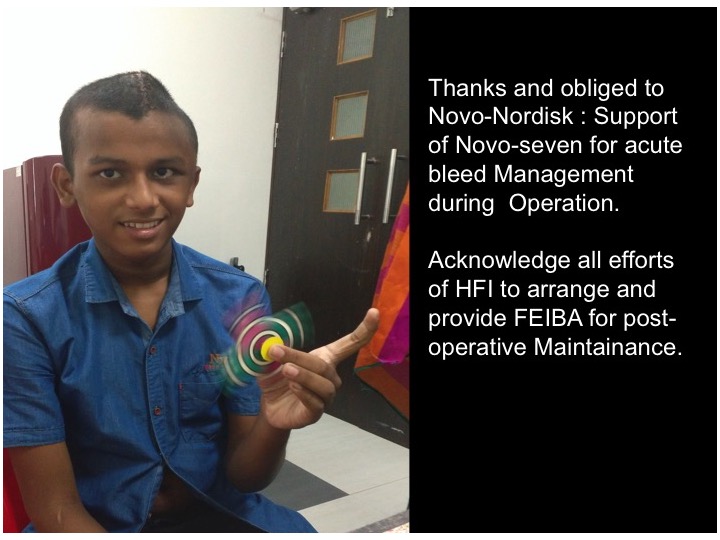 Thanks and obliged to
Novo-Nordisk : Support
of Novo-seven for acute
bleed Management
during  Operation.
Acknowledge all efforts
of HFI to arrange and
provide FEIBA for post-
operative Maintainance.